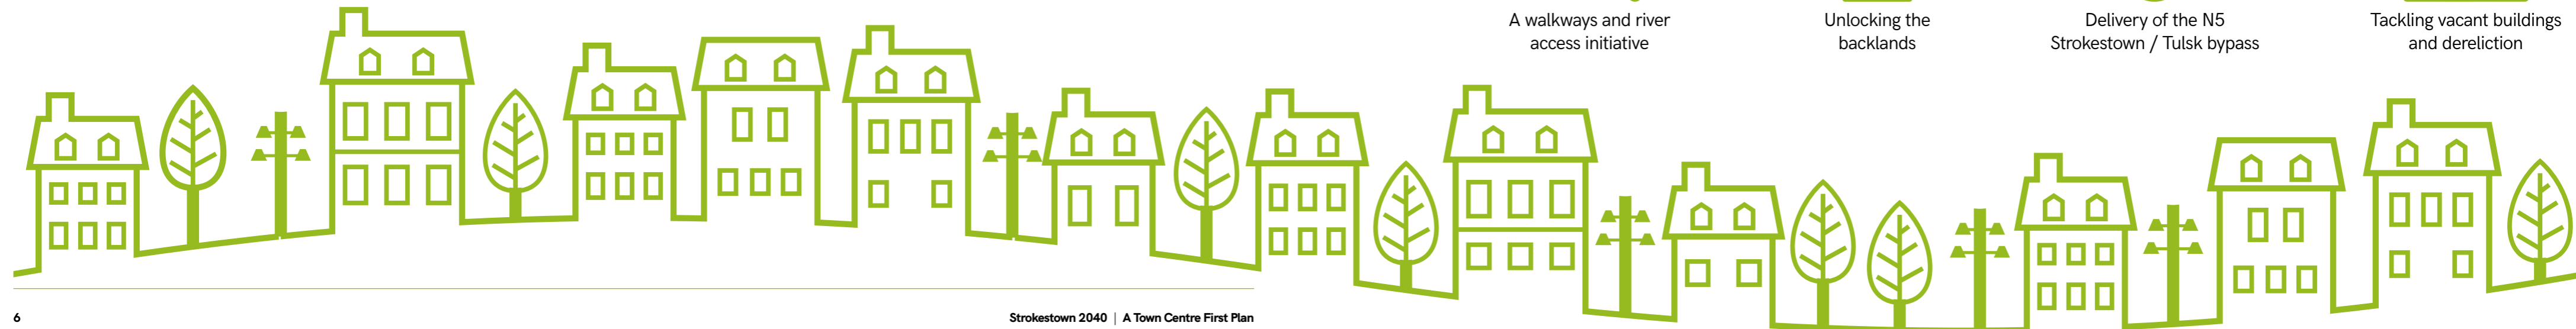 A walkways and river
access initiative
Unlocking the
backlands
Delivery of the N5
Strokestown / Tulsk bypass
Tackling vacant buildings
and dereliction
6
Strokestown 2040 | A Town Centre First Plan